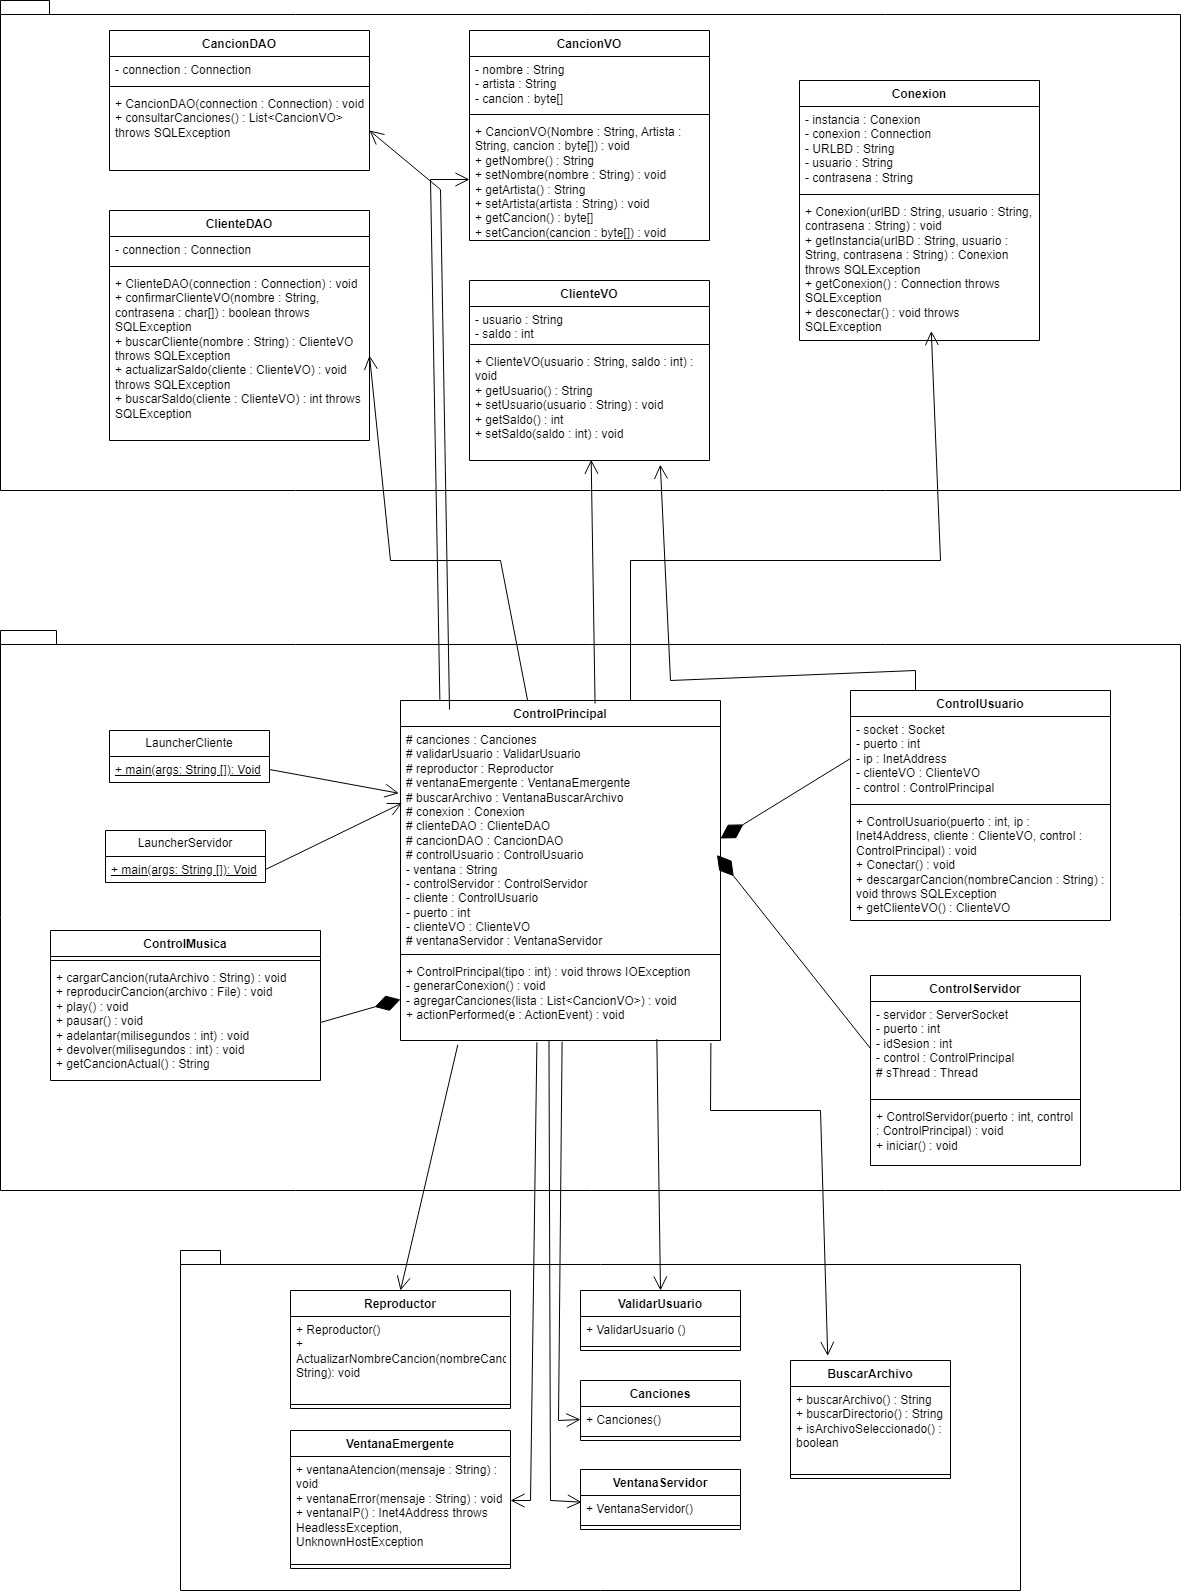 CancionDAO
- connection : Connection
+ CancionDAO(connection : Connection) : void
+ consultarCanciones() : List<CancionVO>
throws SQLException
CancionVO
- nombre : String
- artista : String
- cancion : byte[]
+ CancionVO(Nombre : String, Artista :
String, cancion : byte[]) : void
+ getNombre() : String
+ setNombre(nombre : String) : void
+ getArtista() : String
+ setArtista(artista : String) : void
+ getCancion() : byte[]
+ setCancion(cancion : byte[]) : void
Conexion
- instancia : Conexion
- conexion : Connection
- URLBD : String
- usuario : String
- contrasena : String
+ Conexion(urlBD : String, usuario : String,
contrasena : String) : void
+ getInstancia(urlBD : String, usuario :
String, contrasena : String) : Conexion
throws SQLException
+ getConexion() : Connection throws
SQLException
+ desconectar() : void throws
SQLException
ClienteDAO
- connection : Connection
+ ClienteDAO(connection : Connection) : void
+ confirmarClienteVO(nombre : String,
contrasena : char[]) : boolean throws
SQLException
+ buscarCliente(nombre : String) : ClienteVO
throws SQLException
+ actualizarSaldo(cliente : ClienteVO) : void
throws SQLException
+ buscarSaldo(cliente : ClienteVO) : int throws
SQLException
ClienteVO
- usuario : String
- saldo : int
+ ClienteVO(usuario : String, saldo : int) :
void
+ getUsuario() : String
+ setUsuario(usuario : String) : void
+ getSaldo() : int
+ setSaldo(saldo : int) : void
LauncherCliente
+ main(args: String []): Void
LauncherServidor
+ main(args: String []): Void
ControlMusica
+ cargarCancion(rutaArchivo : String) : void
+ reproducirCancion(archivo : File) : void
+ play() : void
+ pausar() : void
+ adelantar(milisegundos : int) : void
+ devolver(milisegundos : int) : void
+ getCancionActual() : String
ControlPrincipal
# canciones : Canciones
# validarUsuario : ValidarUsuario
# reproductor : Reproductor
# ventanaEmergente : VentanaEmergente
# buscarArchivo : VentanaBuscarArchivo
# conexion : Conexion
# clienteDAO : ClienteDAO
# cancionDAO : CancionDAO
# controlUsuario : ControlUsuario
- ventana : String
- controlServidor : ControlServidor
- cliente : ControlUsuario
- puerto : int
- clienteVO : ClienteVO
# ventanaServidor : VentanaServidor
+ ControlPrincipal(tipo : int) : void throws IOException
- generarConexion() : void
- agregarCanciones(lista : List<CancionVO>) : void
+ actionPerformed(e : ActionEvent) : void
ControlUsuario
- socket : Socket
- puerto : int
- ip : InetAddress
- clienteVO : ClienteVO
- control : ControlPrincipal
+ ControlUsuario(puerto : int, ip :
Inet4Address, cliente : ClienteVO, control :
ControlPrincipal) : void
+ Conectar() : void
+ descargarCancion(nombreCancion : String) :
void throws SQLException
+ getClienteVO() : ClienteVO
ControlServidor
- servidor : ServerSocket
- puerto : int
- idSesion : int
- control : ControlPrincipal
# sThread : Thread
+ ControlServidor(puerto : int, control
: ControlPrincipal) : void
+ iniciar() : void
Reproductor
+ Reproductor()
+
ActualizarNombreCancion(nombreCanc
String): void
VentanaEmergente
+ ventanaAtencion(mensaje : String) :
void
+ ventanaError(mensaje : String) : void
+ ventanaIP() : Inet4Address throws
HeadlessException,
UnknownHostException
ValidarUsuario
+ ValidarUsuario ()
Canciones
+ Canciones()
VentanaServidor
+ VentanaServidor()
BuscarArchivo
+ buscarArchivo() : String
+ buscarDirectorio() : String
+ isArchivoSeleccionado() :
boolean